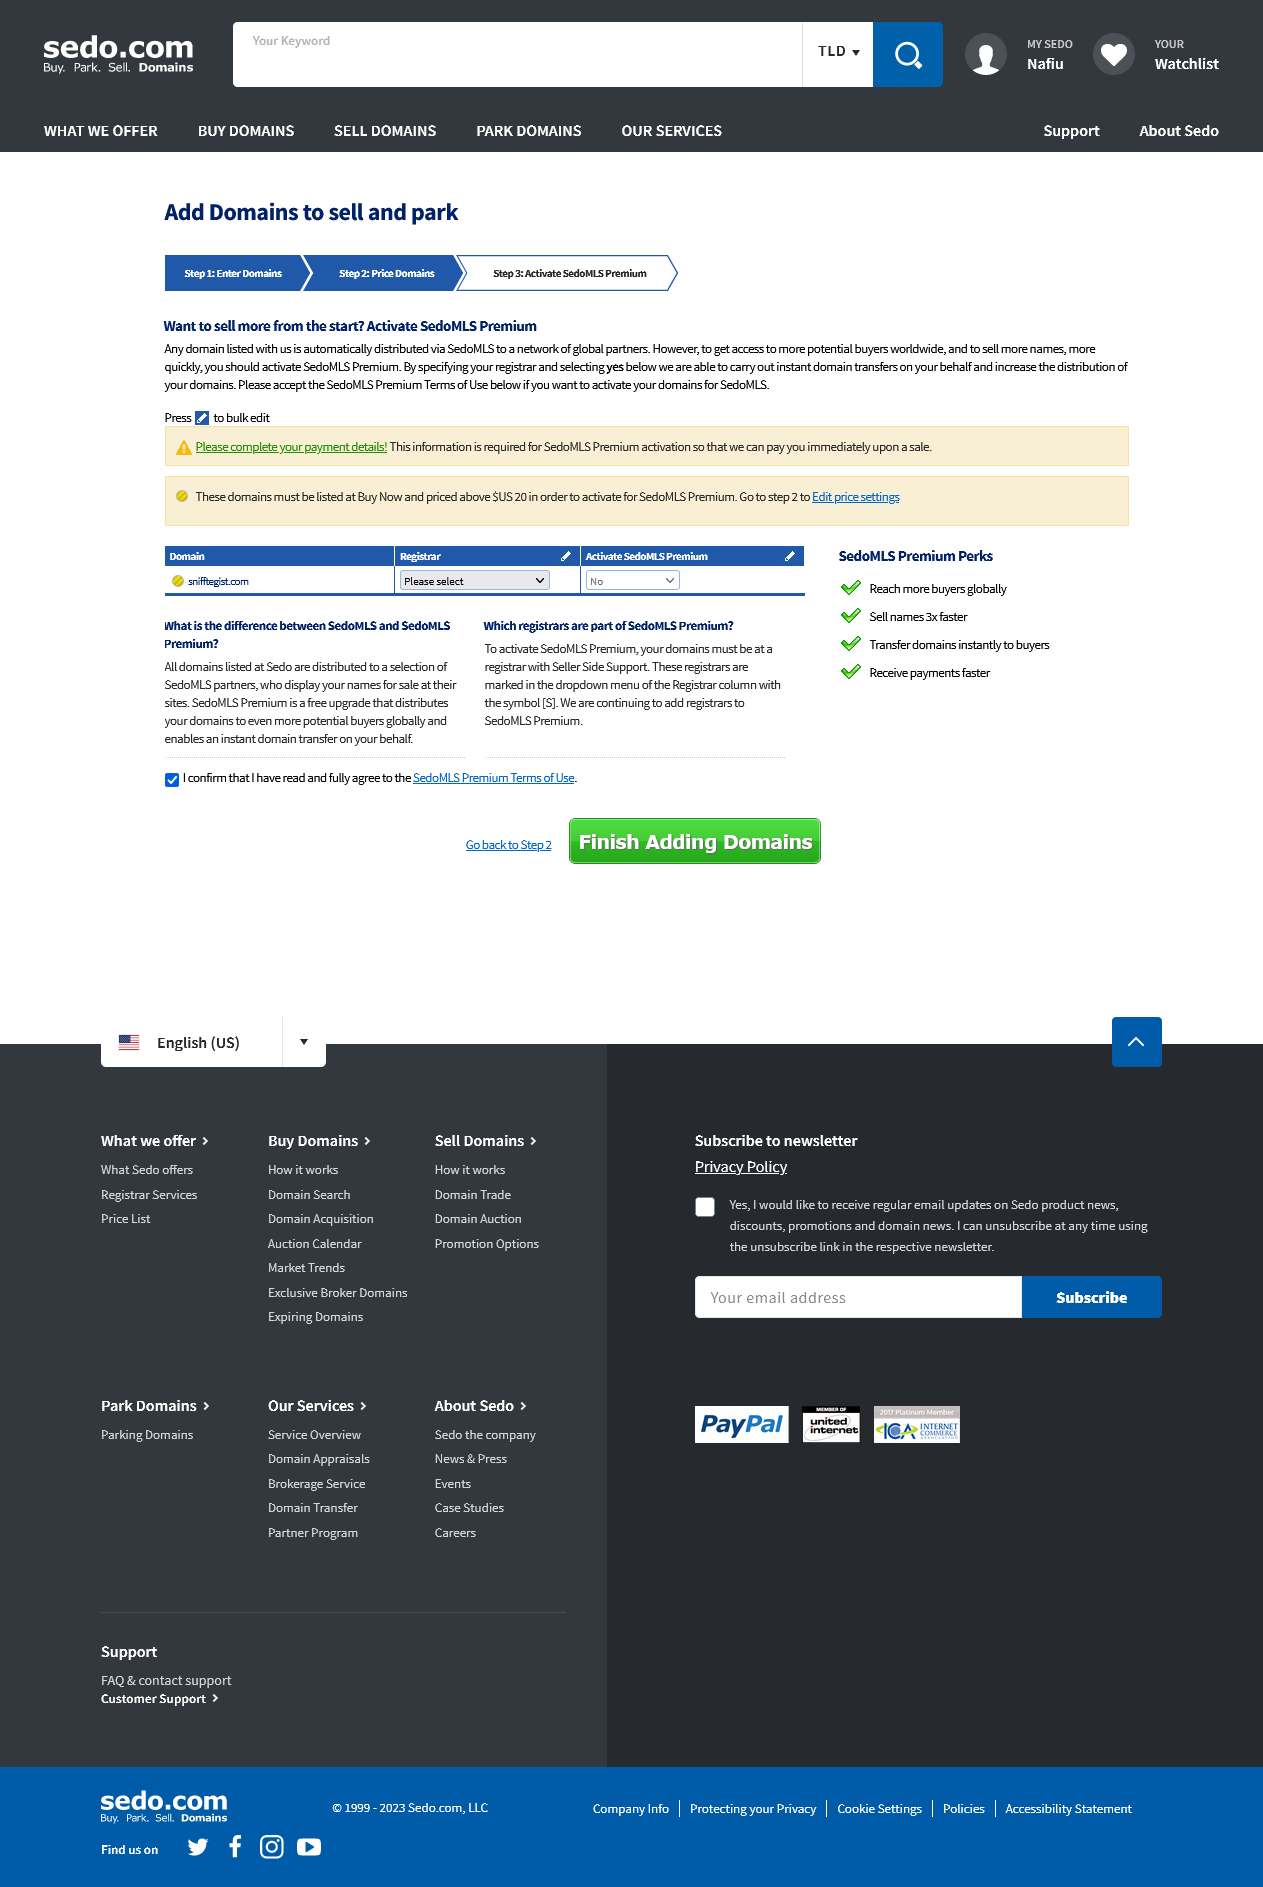 sedo.com
Buy. Park. Sell. Domains
Your Keyword
TLD
MY SEDO
Nafiu
YOUR
Watchlist
WHAT WE OFFER
BUY DOMAINS
SELL DOMAINS
PARK DOMAINS
OUR SERVICES
Support
About Sedo
Add Domains to sell and park
Step 1: Enter Domains
Step 2: Price Domains
Step 3: Activate SedoMLS Premium
Want to sell more from the start? Activate SedoMLS Premium
Any domain listed with us is automatically distributed via SedoMLS to a network of global partners. However, to get access to more potential buyers worldwide, and to sell more names, more
quickly, you should activate SedoMLS Premium. By specifying your registrar and selecting yes below we are able to carry out instant domain transfers on your behalf and increase the distribution of
your domains. Please accept the SedoMLS Premium Terms of Use below if you want to activate your domains for SedoMLS.
Press to bulk edit
Please complete your payment details! This information is required for SedoMLS Premium activation so that we can pay you immediately upon a sale.
These domains must be listed at Buy Now and priced above $US 20 in order to activate for SedoMLS Premium. Go to step 2 to Edit price settings
Domain
Registrar
Activate SedoMLS Premium
snifftegist.com
Please select
No
What is the difference between SedoMLS and SedoMLS
Premium?
All domains listed at Sedo are distributed to a selection of
SedoMLS partners, who display your names for sale at their
sites. SedoMLS Premium is a free upgrade that distributes
your domains to even more potential buyers globally and
enables an instant domain transfer on your behalf.
Which registrars are part of SedoMLS Premium?
To activate SedoMLS Premium, your domains must be at a
registrar with Seller Side Support. These registrars are
marked in the dropdown menu of the Registrar column with
the symbol [S]. We are continuing to add registrars to
SedoMLS Premium.
SedoMLS Premium Perks
Reach more buyers globally
Sell names 3x faster
Transfer domains instantly to buyers
Receive payments faster
I confirm that I have read and fully agree to the SedoMLS Premium Terms of Use.
Go back to Step 2
Finish Adding Domains
English (US)
What we offer
What Sedo offers
Registrar Services
Price List
Buy Domains
How it works
Domain Search
Domain Acquisition
Auction Calendar
Market Trends
Exclusive Broker Domains
Expiring Domains
Sell Domains
How it works
Domain Trade
Domain Auction
Promotion Options
Subscribe to newsletter
Privacy Policy
Yes, I would like to receive regular email updates on Sedo product news,
discounts, promotions and domain news. I can unsubscribe at any time using
the unsubscribe link in the respective newsletter.
Your email address
Subscribe
Park Domains
Parking Domains
Our Services
Service Overview
Domain Appraisals
Brokerage Service
Domain Transfer
Partner Program
About Sedo
Sedo the company
News & Press
Events
Case Studies
Careers
PayPal
MEMBER OF
united
internet
2017 Platinum Member
ICA INTERNET
COMMERCE
ASSOCIATION
Support
FAQ & contact support
Customer Support
sedo.com
Buy. Park. Sell. Domains
© 1999 - 2023 Sedo.com, LLC
Company Info
Protecting your Privacy
Cookie Settings
Policies
Accessibility Statement
Find us on